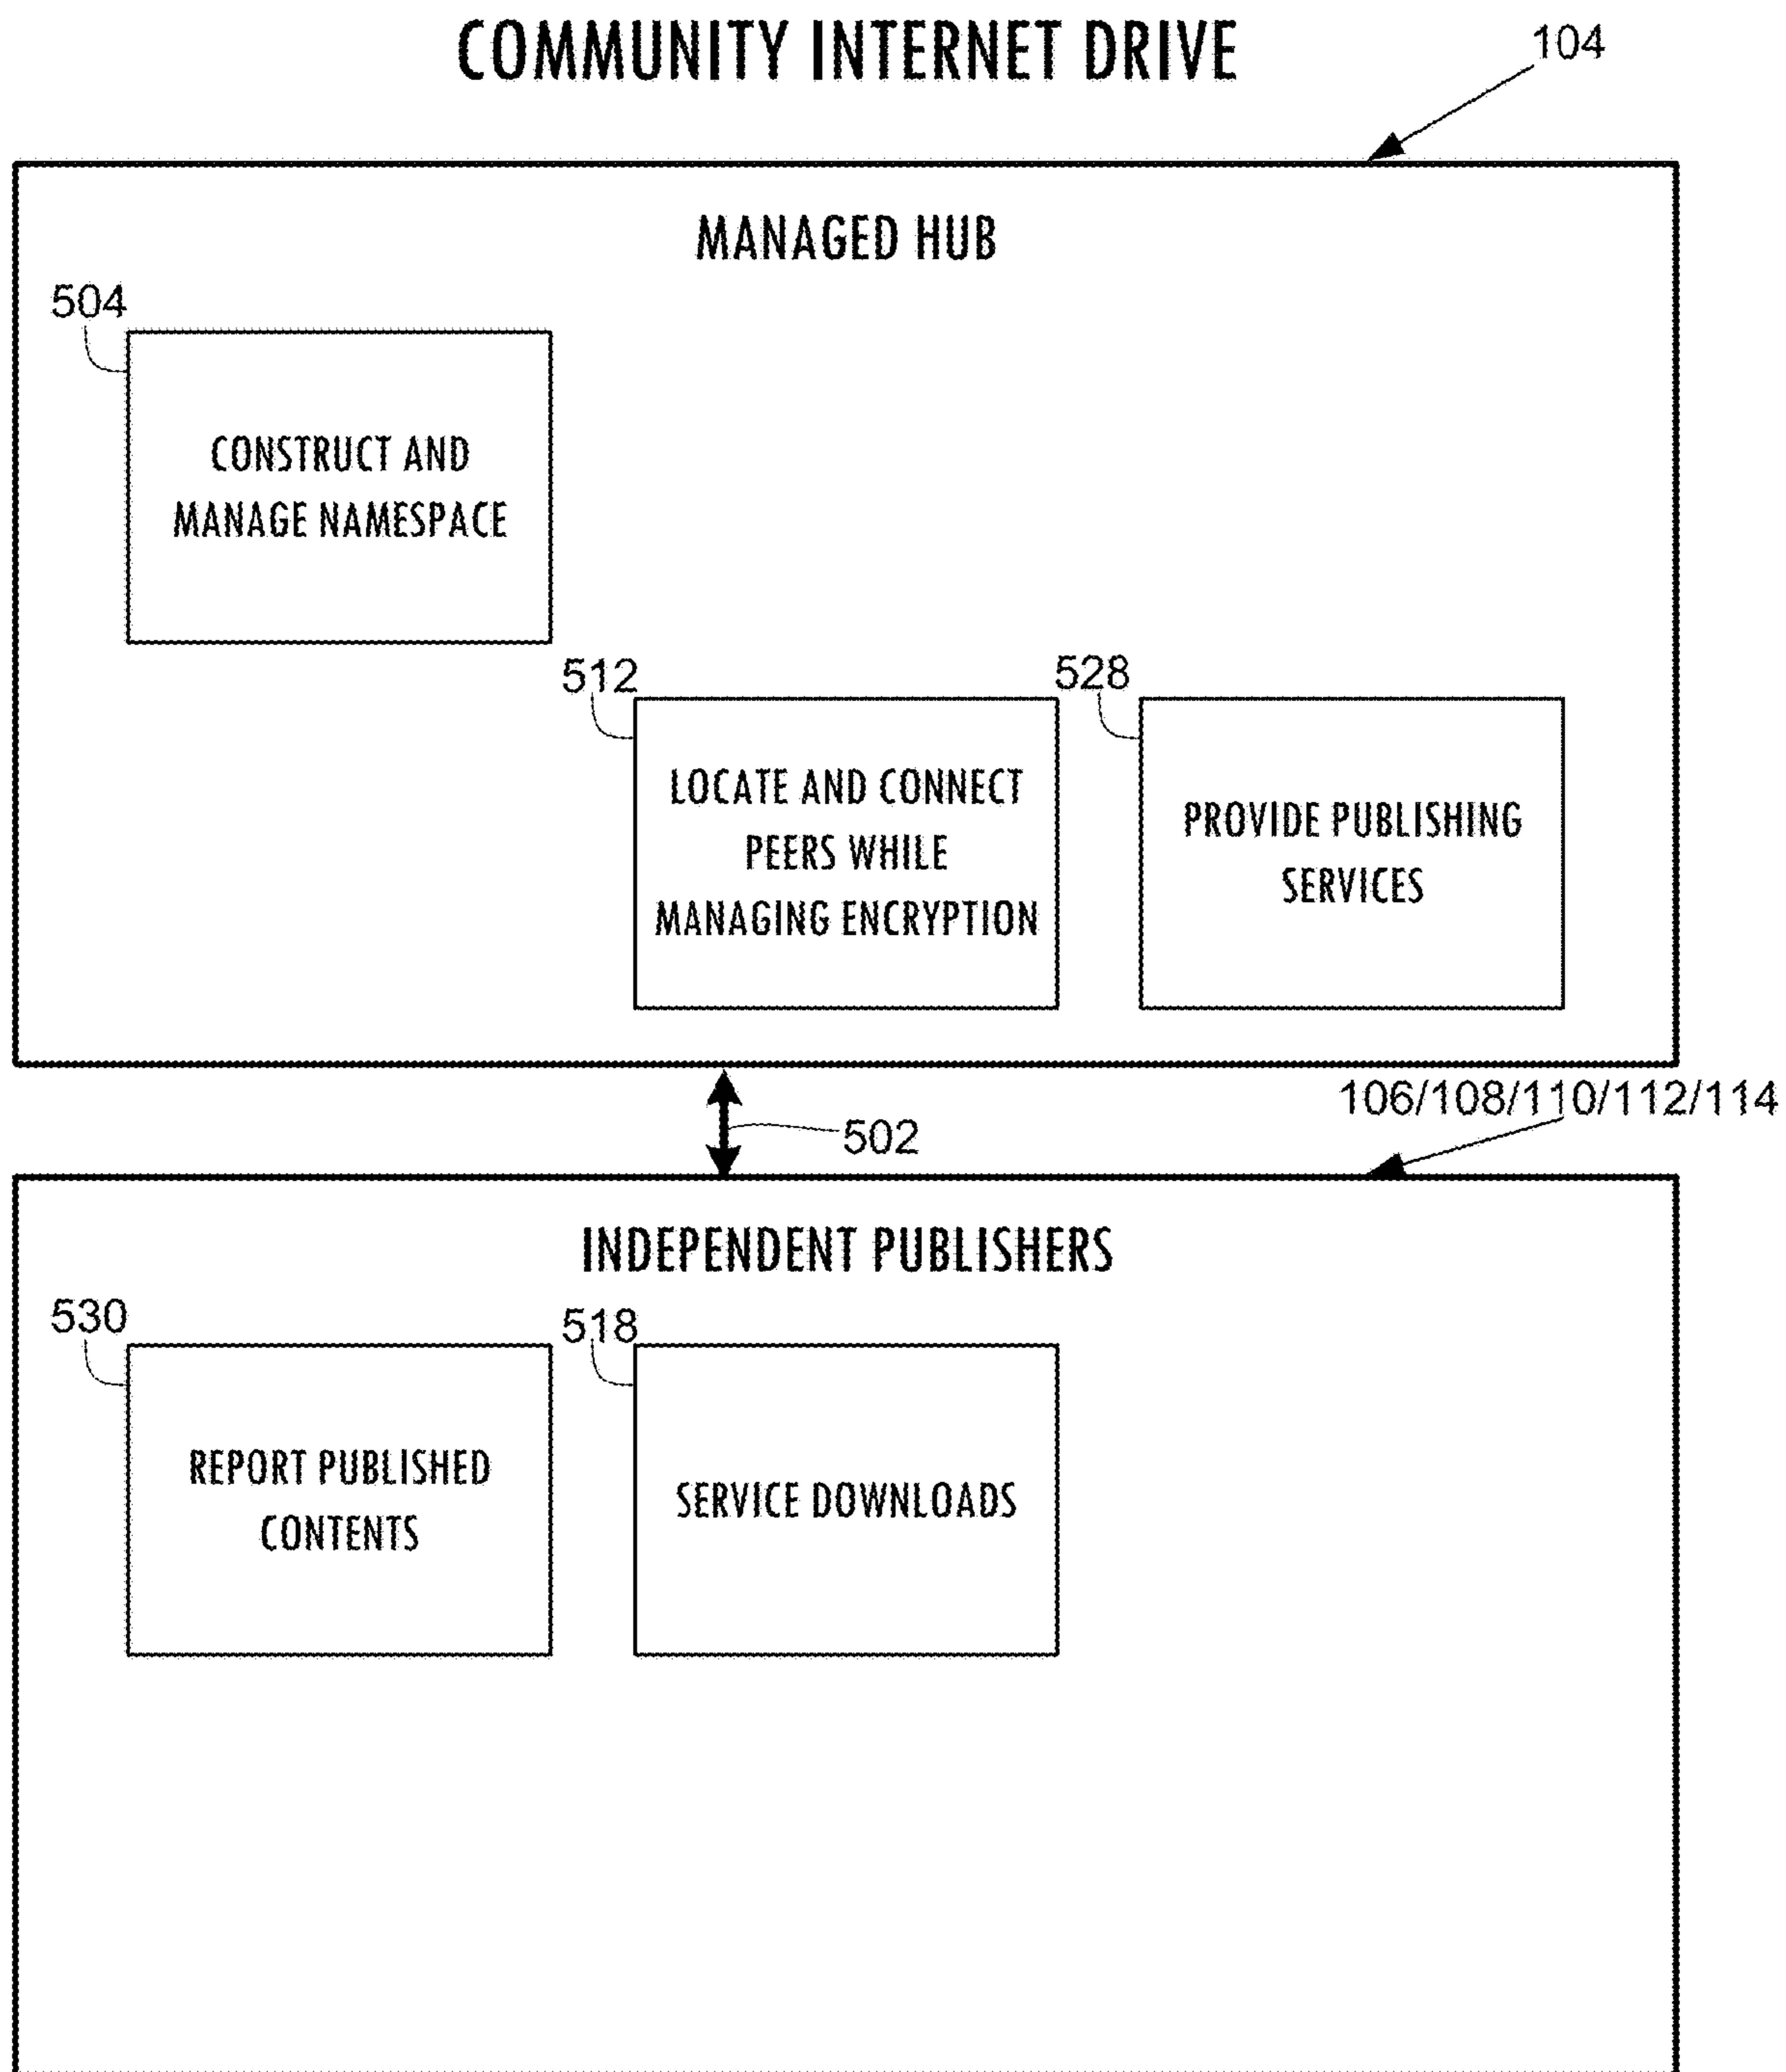 COMMUNITY INTERNET DRIVE
104
MANAGED HUB
504
CONSTRUCT AND
MANAGE NAMESPACE
512
LOCATE AND CONNECT
PEERS WHILE
MANAGING ENCRYPTION
528
PROVIDE PUBLISHING
SERVICES
502
106/108/110/112/114
INDEPENDENT PUBLISHERS
530
REPORT PUBLISHED
CONTENTS
518
SERVICE DOWNLOADS